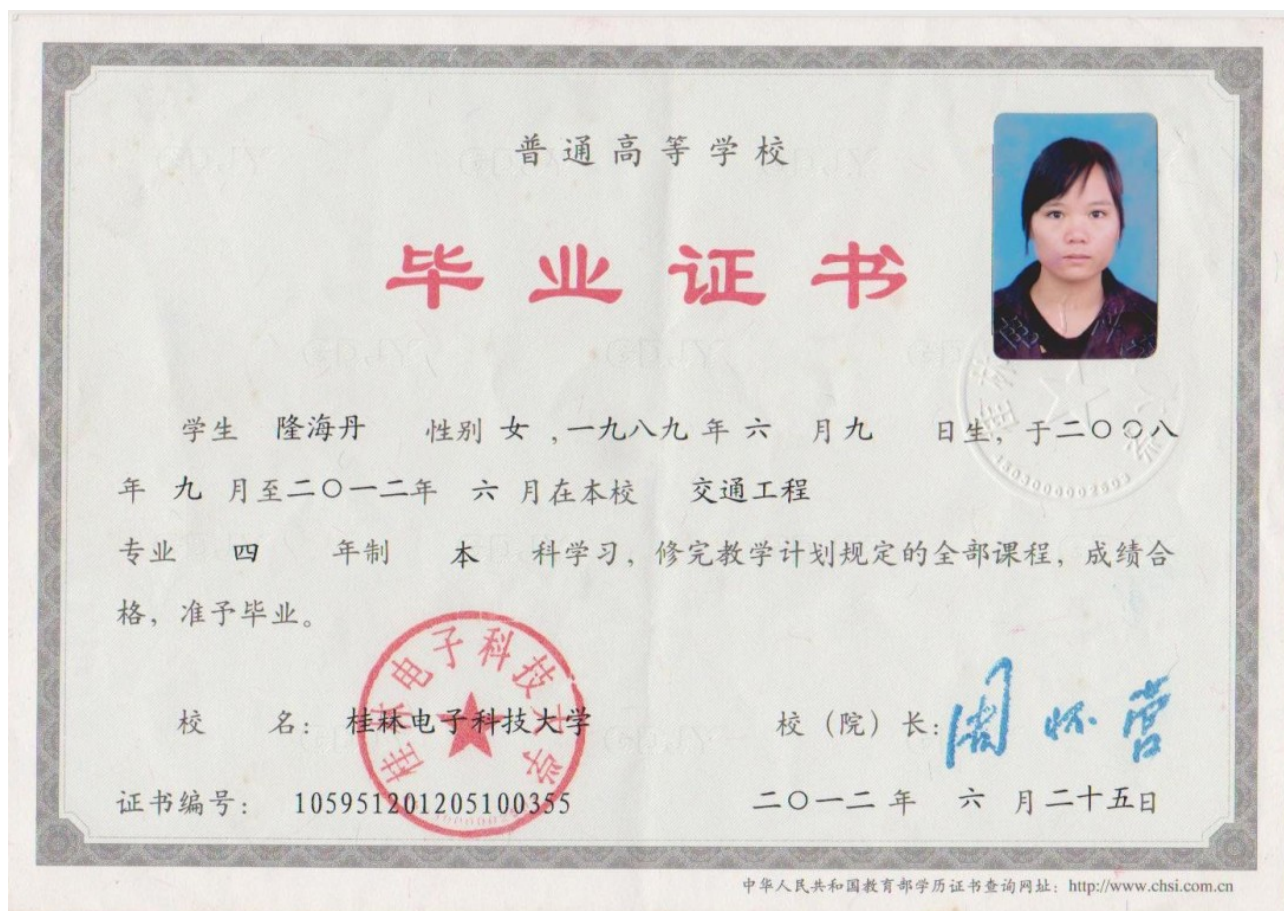 普通高等学校
毕业证书
学生 隆海丹 性别 女 ,一九八九 年 六 月 九 日生, 于二〇〇八
年 九 月至二〇一二年 六 月在本校 交通工程
专业 四 年制 本 科学习, 修完教学计划规定的全部课程, 成绩合
格, 准予毕业。
桂林电子科技大学
校 名: 桂林电子科技大学 校 (院) 长: 周怀营
证书编号: 105951201205100355 二〇一二 年 六 月 二十五日
4503000002603
中华人民共和国教育部学历证书查询网址: http://www.chsi.com.cn